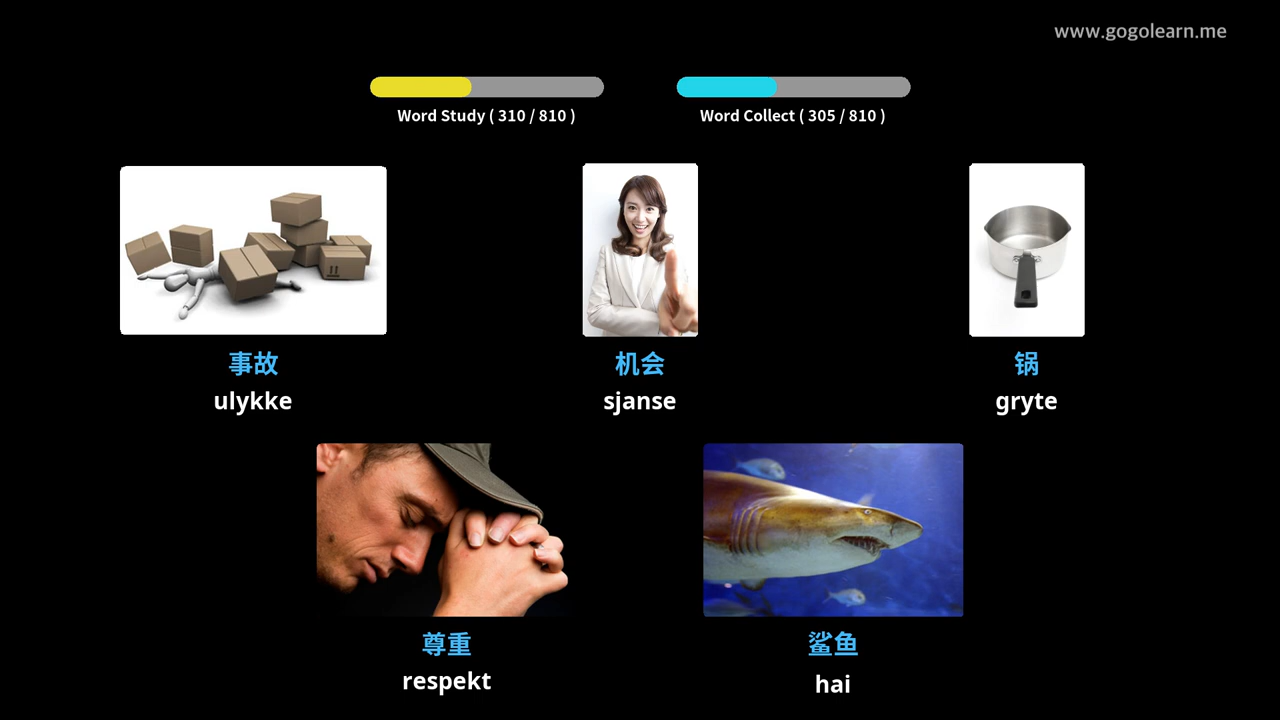 www.gogolearn.me
Word Study ( 310 / 810 )
Word Collect ( 305 / 810 )
事故
ulykke
机会
sjanse
锅
gryte
尊重
respekt
鲨鱼
hai